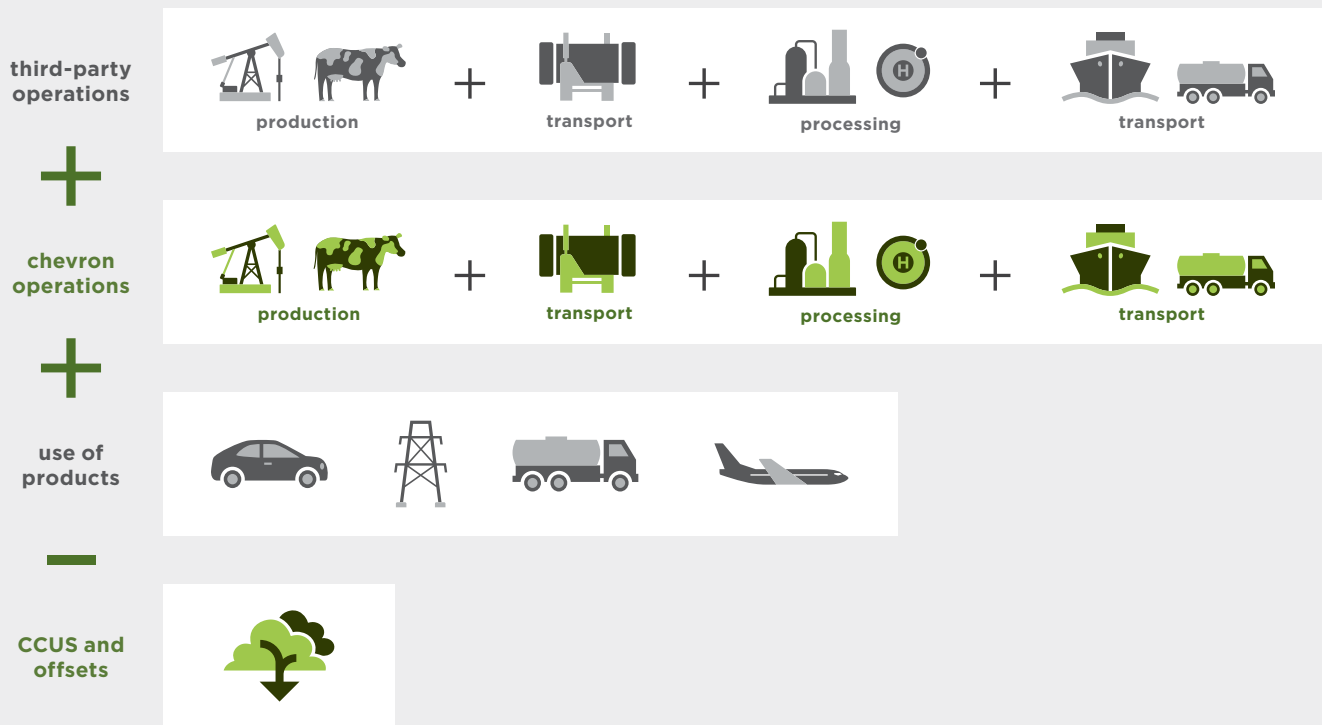 third-party
operations
production
transport
processing
transport
H
chevron
operations
production
transport
processing
transport
H
use of
products
CCUS and
offsets